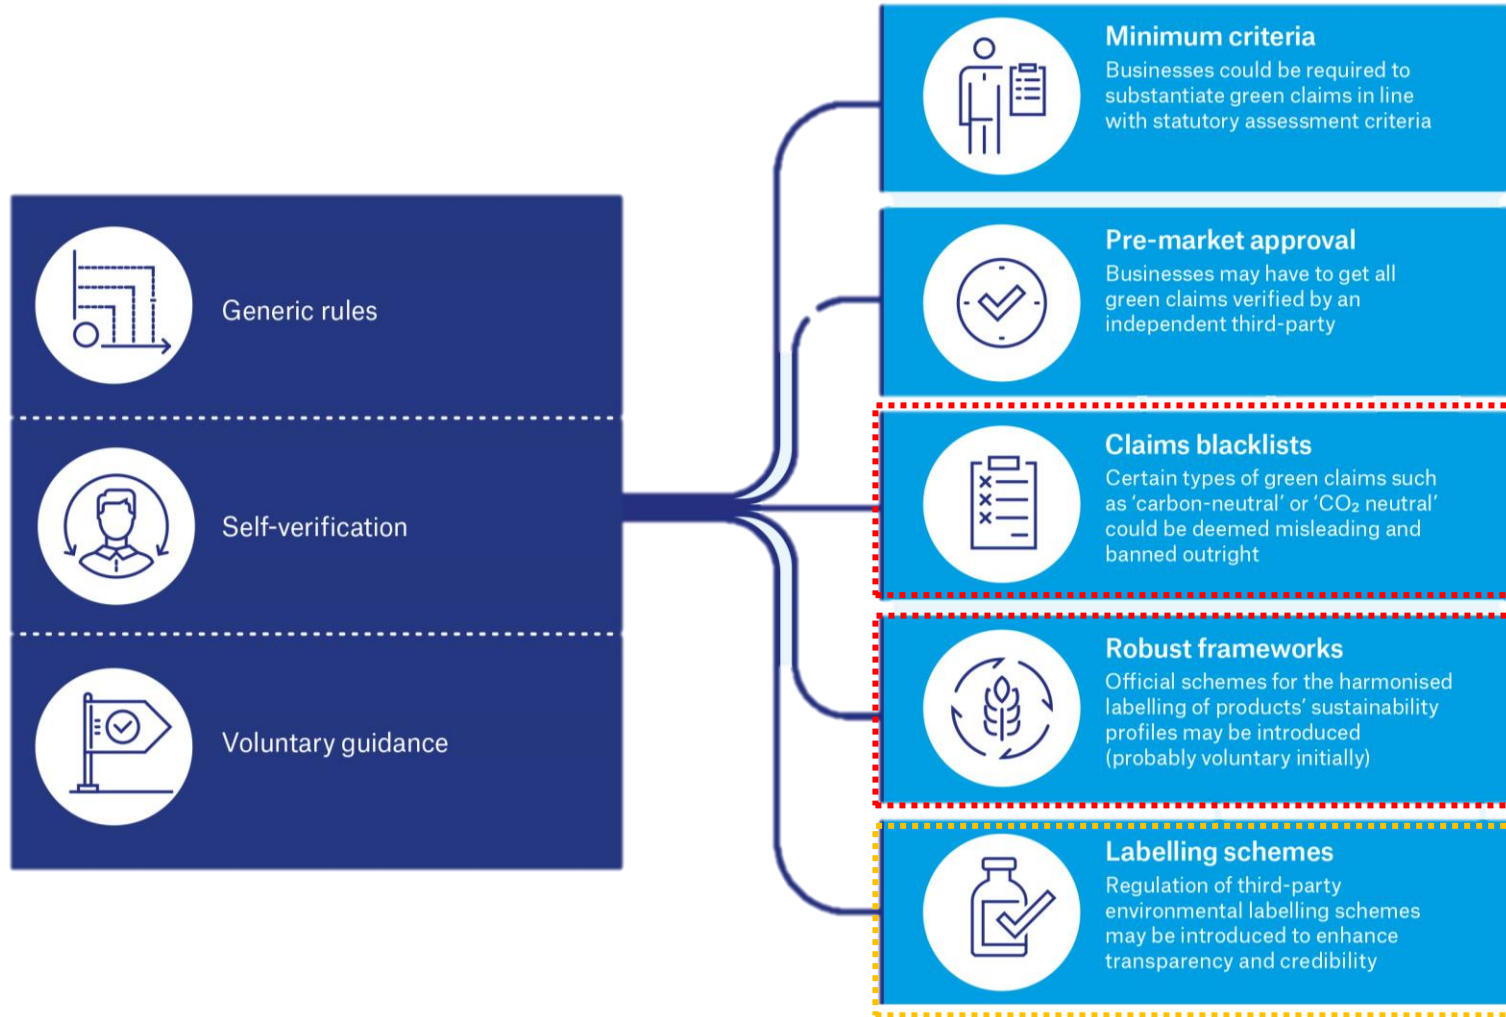 Generic rules
Self-verification
Voluntary guidance
Minimum criteria
Businesses could be required to
substantiate green claims in line
with statutory assessment criteria
Pre-market approval
Businesses may have to get all
green claims verified by an
independent third-party
Claims blacklists
Certain types of green claims such
as ‘carbon-neutral’ or ‘CO₂ neutral’
could be deemed misleading and
banned outright
Robust frameworks
Official schemes for the harmonised
labelling of products’ sustainability
profiles may be introduced
(probably voluntary initially)
Labelling schemes
Regulation of third-party
environmental labelling schemes
may be introduced to enhance
transparency and credibility